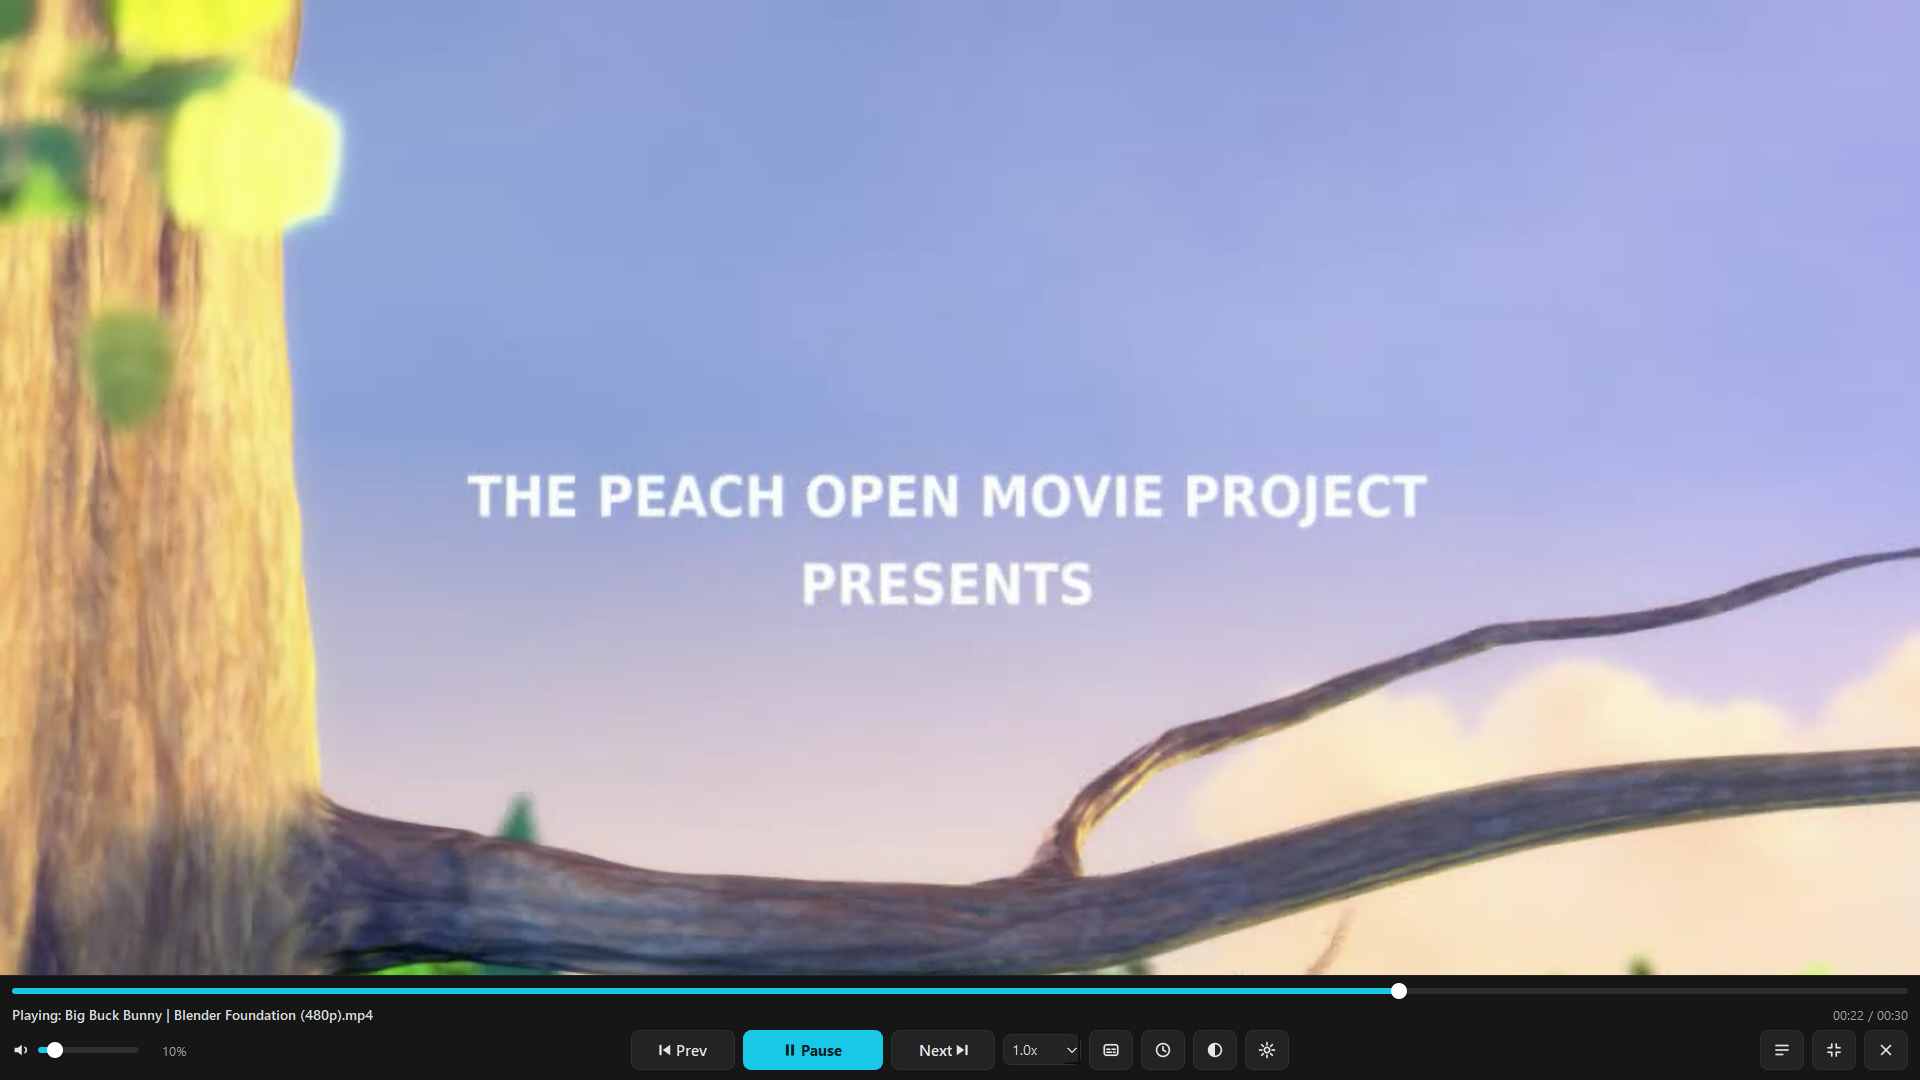 THE PEACH OPEN MOVIE PROJECT
PRESENTS
Playing: Big Buck Bunny | Blender Foundation (480p).mp4
00:22 / 00:30
10%
Prev
Pause
Next
1.0x